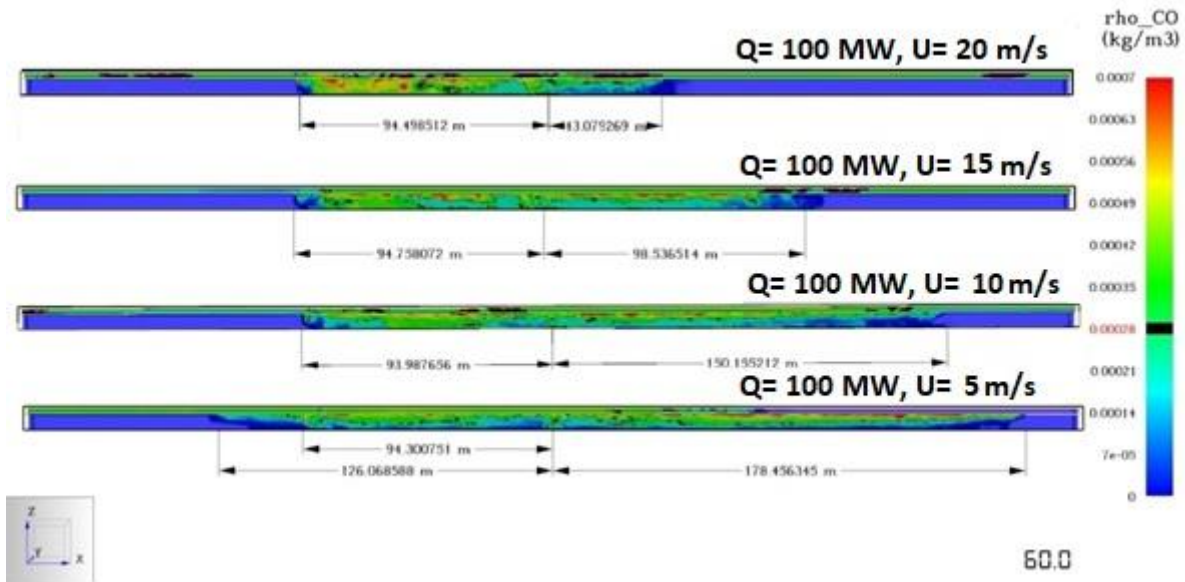 rho_CO
(kg/m3)
Q= 100 MW, U= 20 m/s
0.0007
94.498512 m
43.079269 m
0.00063
Q= 100 MW, U= 15 m/s
0.00056
0.00049
94.758072 m
98.536514 m
0.00042
Q= 100 MW, U= 10 m/s
0.00035
0.00028
93.987656 m
150.155212 m
0.00021
Q= 100 MW, U= 5 m/s
0.00014
94.300751 m
7e-05
126.068588 m
178.456345 m
0
Z
Y
X
60.0